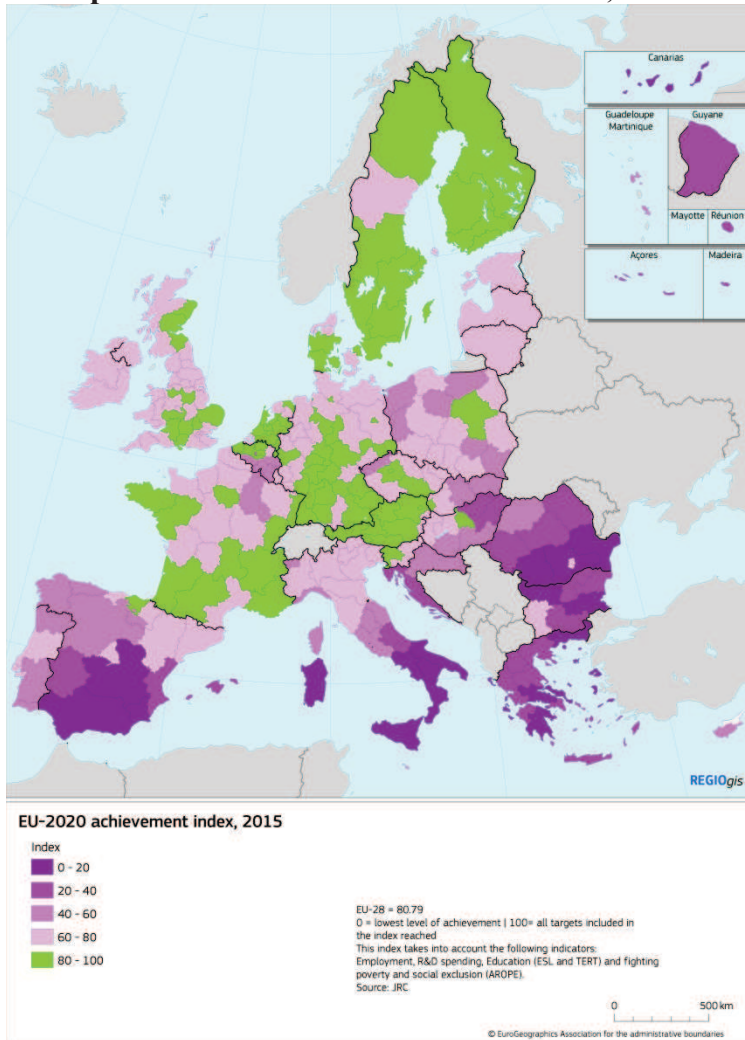 Canarias
Guadeloupe
Martinique
Guyane
Mayotte
Réunion
Açores
Madeira
REGIOgis
EU-2020 achievement index, 2015
Index
0 - 20
20 - 40
40 - 60
60 - 80
80 - 100
EU-28 = 80.79
0 = lowest level of achievement | 100= all targets included in
the index reached
This index takes into account the following indicators:
Employment, R&D spending, Education (ESL and TERT) and fighting
poverty and social exclusion (AROPE).
Source: JRC
0 500 km
© EuroGeographics Association for the administrative boundaries